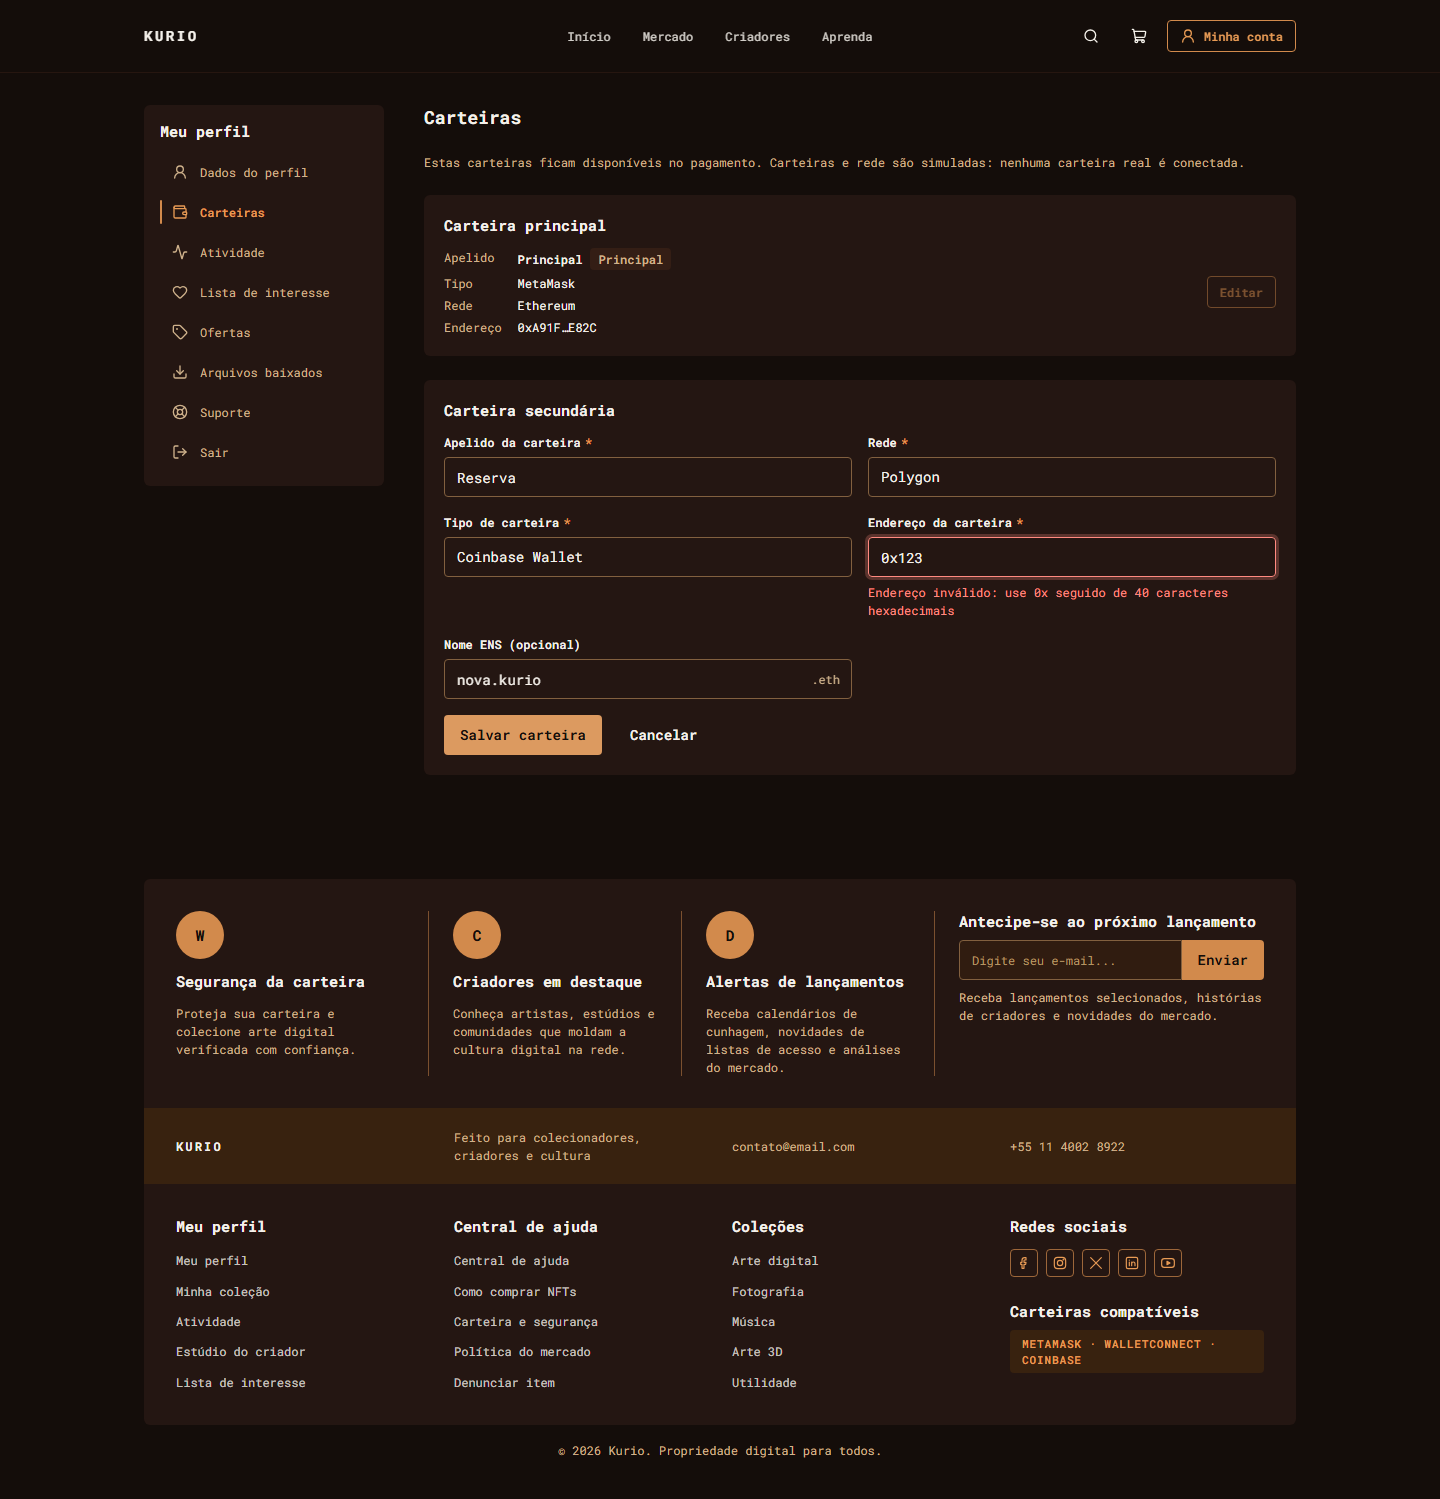 KURIO
Início
Mercado
Criadores
Aprenda
Minha conta
Meu perfil
Dados do perfil
Carteiras
Atividade
Lista de interesse
Ofertas
Arquivos baixados
Suporte
Sair
Carteiras
Estas carteiras ficam disponíveis no pagamento. Carteiras e rede são simuladas: nenhuma carteira real é conectada.
Carteira principal
Apelido Principal Principal
Tipo MetaMask
Rede Ethereum
Endereço 0xA91F…E82C
Editar
Carteira secundária
Apelido da carteira *
Reserva
Rede *
Polygon
Tipo de carteira *
Coinbase Wallet
Endereço da carteira *
0x123
Endereço inválido: use 0x seguido de 40 caracteres
hexadecimais
Nome ENS (opcional)
nova.kurio .eth
Salvar carteira
Cancelar
W
Segurança da carteira
Proteja sua carteira e
colecione arte digital
verificada com confiança.
C
Criadores em destaque
Conheça artistas, estúdios e
comunidades que moldam a
cultura digital na rede.
D
Alertas de lançamentos
Receba calendários de
cunhagem, novidades de
listas de acesso e análises
do mercado.
Antecipe-se ao próximo lançamento
Digite seu e-mail...
Enviar
Receba lançamentos selecionados, histórias
de criadores e novidades do mercado.
KURIO
Feito para colecionadores,
criadores e cultura
contato@email.com
+55 11 4002 8922
Meu perfil
Meu perfil
Minha coleção
Atividade
Estúdio do criador
Lista de interesse
Central de ajuda
Central de ajuda
Como comprar NFTs
Carteira e segurança
Política do mercado
Denunciar item
Coleções
Arte digital
Fotografia
Música
Arte 3D
Utilidade
Redes sociais
Carteiras compatíveis
METAMASK · WALLETCONNECT ·
COINBASE
© 2026 Kurio. Propriedade digital para todos.